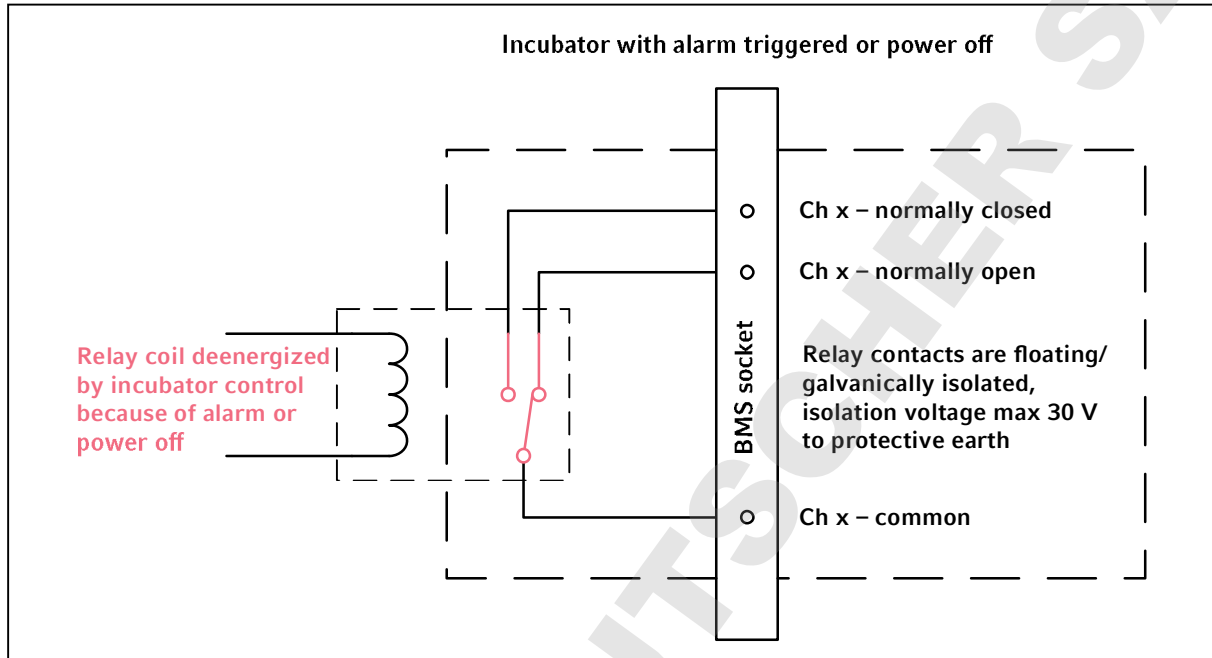 Incubator with alarm triggered or power off
Ch x – normally closed
Ch x – normally open
Relay coil deenergized
by incubator control
because of alarm or
power off
BMS socket
Relay contacts are floating/
galvanically isolated,
isolation voltage max 30 V
to protective earth
Ch x – common